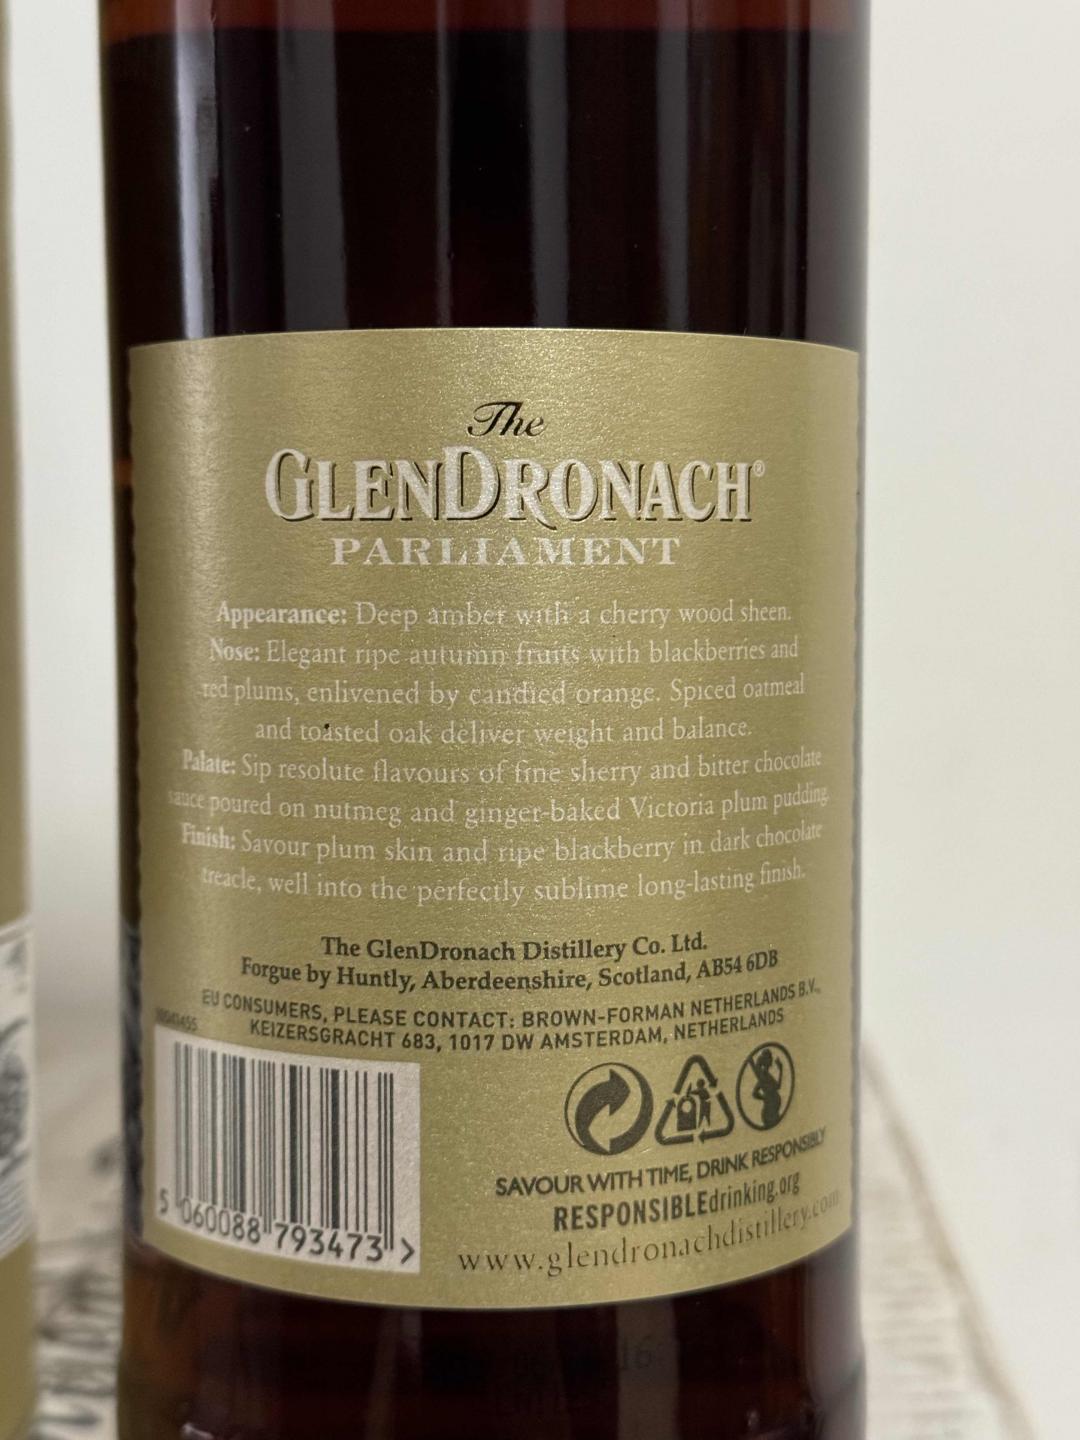 The
GLENDRONACH®
PARLIAMENT
Appearance: Deep amber with a cherry wood sheen.
Nose: Elegant ripe autumn fruits with blackberries and
red plums, enlivened by candied orange. Spiced oatmeal
and toasted oak deliver weight and balance.
Palate: Sip resolute flavours of fine sherry and bitter chocolate
sauce poured on nutmeg and ginger-baked Victoria plum pudding.
Finish: Savour plum skin and ripe blackberry in dark chocolate
treacle, well into the perfectly sublime long-lasting finish.
The GlenDronach Distillery Co. Ltd.
Forgue by Huntly, Aberdeenshire, Scotland, AB54 6DB
EU CONSUMERS, PLEASE CONTACT: BROWN-FORMAN NETHERLANDS B.V.,
KEIZERSGRACHT 683, 1017 DW AMSTERDAM, NETHERLANDS
5 060088 793473 >
SAVOUR WITH TIME, DRINK RESPONSIBLY
RESPONSIBLEdrinking.org
www.glendronachdistillery.com